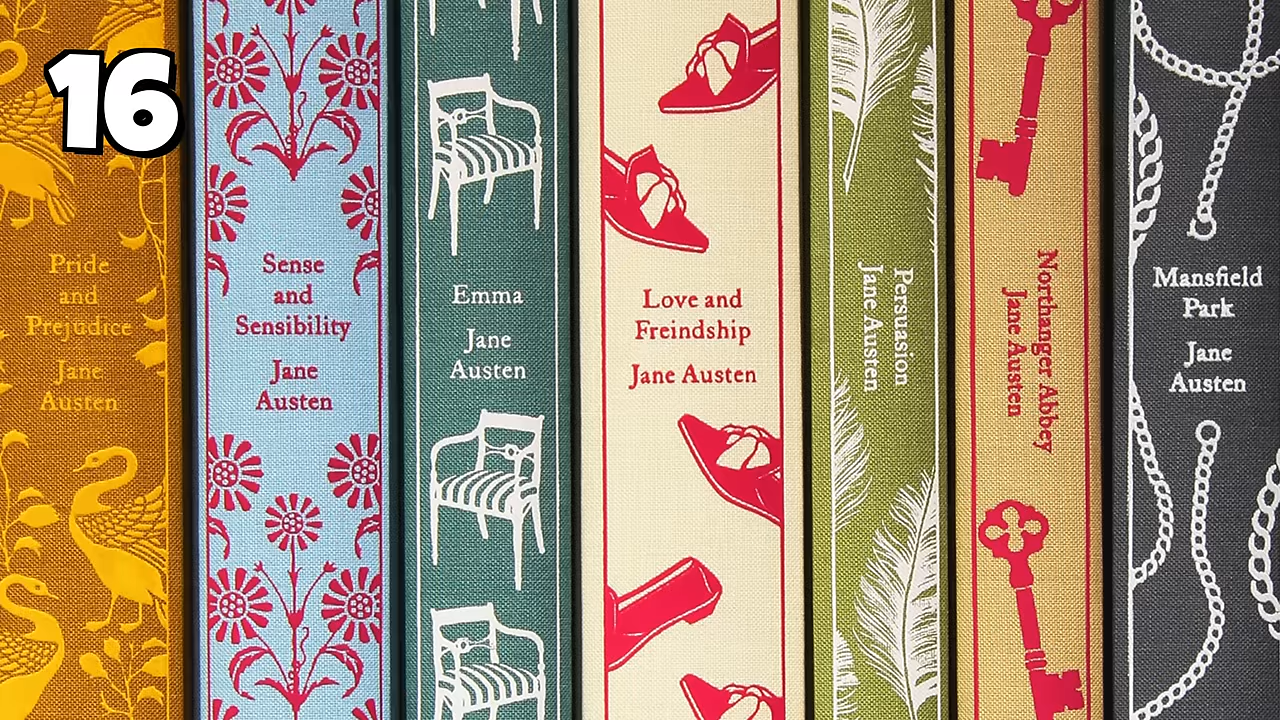 16
Pride
and
Prejudice
Jane
Austen
Sense
and
Sensibility
Jane
Austen
Emma
Jane
Austen
Love and
Freindship
Jane Austen
Persuasion
Jane Austen
Northanger Abbey
Jane Austen
Mansfield
Park
Jane
Austen